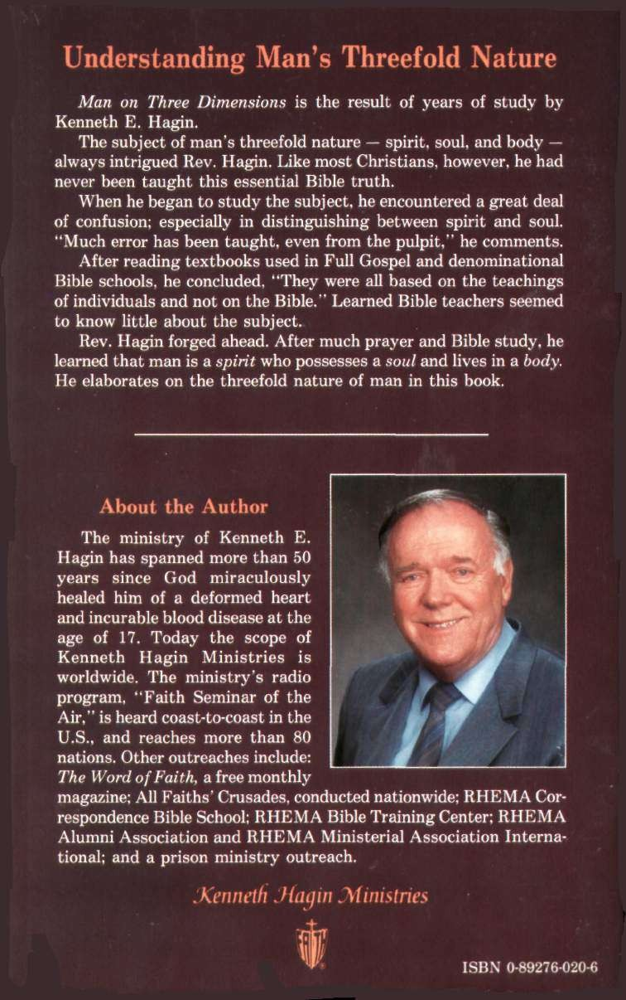 Understanding Man's Threefold Nature
Man on Three Dimensions is the result of years of study by
Kenneth E. Hagin.
The subject of man's threefold nature — spirit, soul, and body —
always intrigued Rev. Hagin. Like most Christians, however, he had
never been taught this essential Bible truth.
When he began to study the subject, he encountered a great deal
of confusion; especially in distinguishing between spirit and soul.
"Much error has been taught, even from the pulpit," he comments.
After reading textbooks used in Full Gospel and denominational
Bible schools, he concluded, "They were all based on the teachings
of individuals and not on the Bible." Learned Bible teachers seemed
to know little about the subject.
Rev. Hagin forged ahead. After much prayer and Bible study, he
learned that man is a spirit who possesses a soul and lives in a body.
He elaborates on the threefold nature of man in this book.
About the Author
The ministry of Kenneth E.
Hagin has spanned more than 50
years since God miraculously
healed him of a deformed heart
and incurable blood disease at the
age of 17. Today the scope of
Kenneth Hagin Ministries is
worldwide. The ministry's radio
program, "Faith Seminar of the
Air," is heard coast-to-coast in the
U.S., and reaches more than 80
nations. Other outreaches include:
The Word of Faith, a free monthly
magazine; All Faiths' Crusades, conducted nationwide; RHEMA Cor-
respondence Bible School; RHEMA Bible Training Center; RHEMA
Alumni Association and RHEMA Ministerial Association Interna-
tional; and a prison ministry outreach.
Kenneth Hagin Ministries
FAITH
®
ISBN 0-89276-020-6